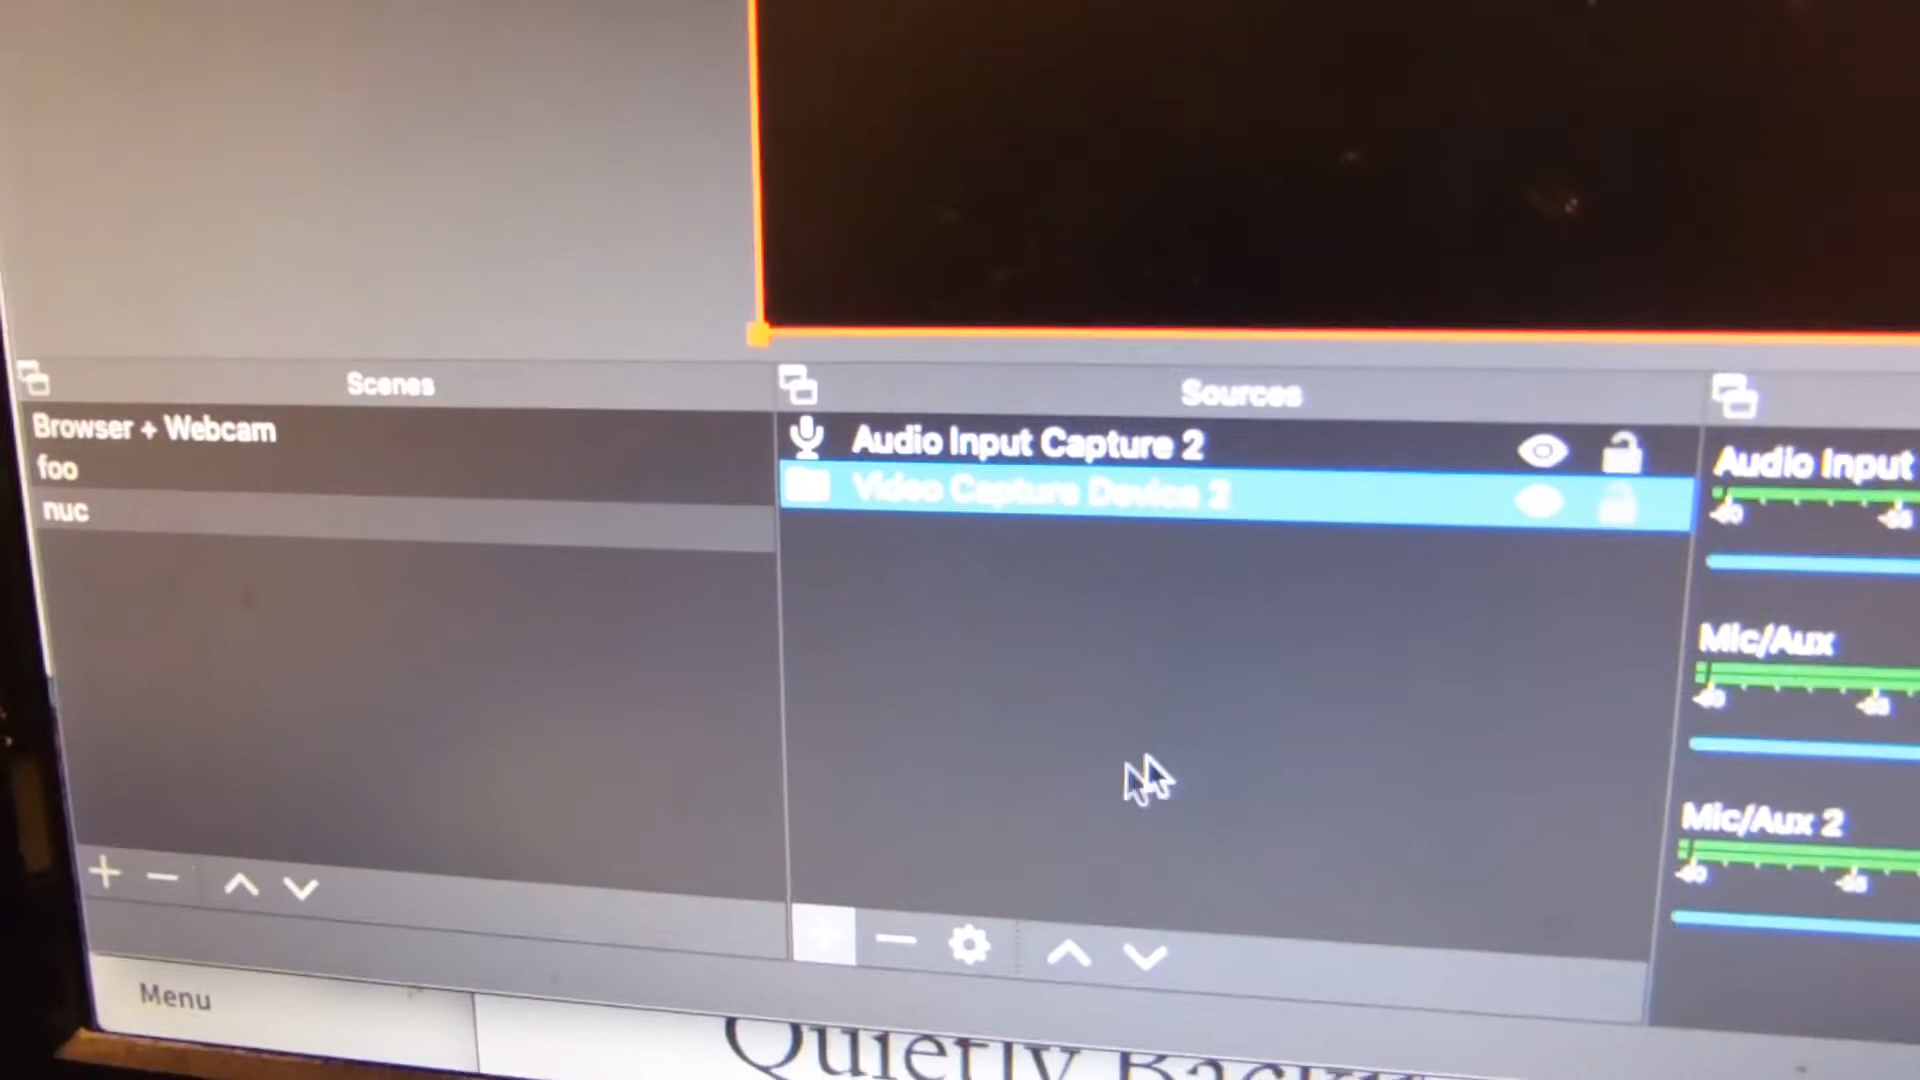 Scenes
Browser + Webcam
foo
nuc
Sources
Audio Input Capture 2
Video Capture Device 2
Audio Input
Mic/Aux
Mic/Aux 2
Menu
Quietly